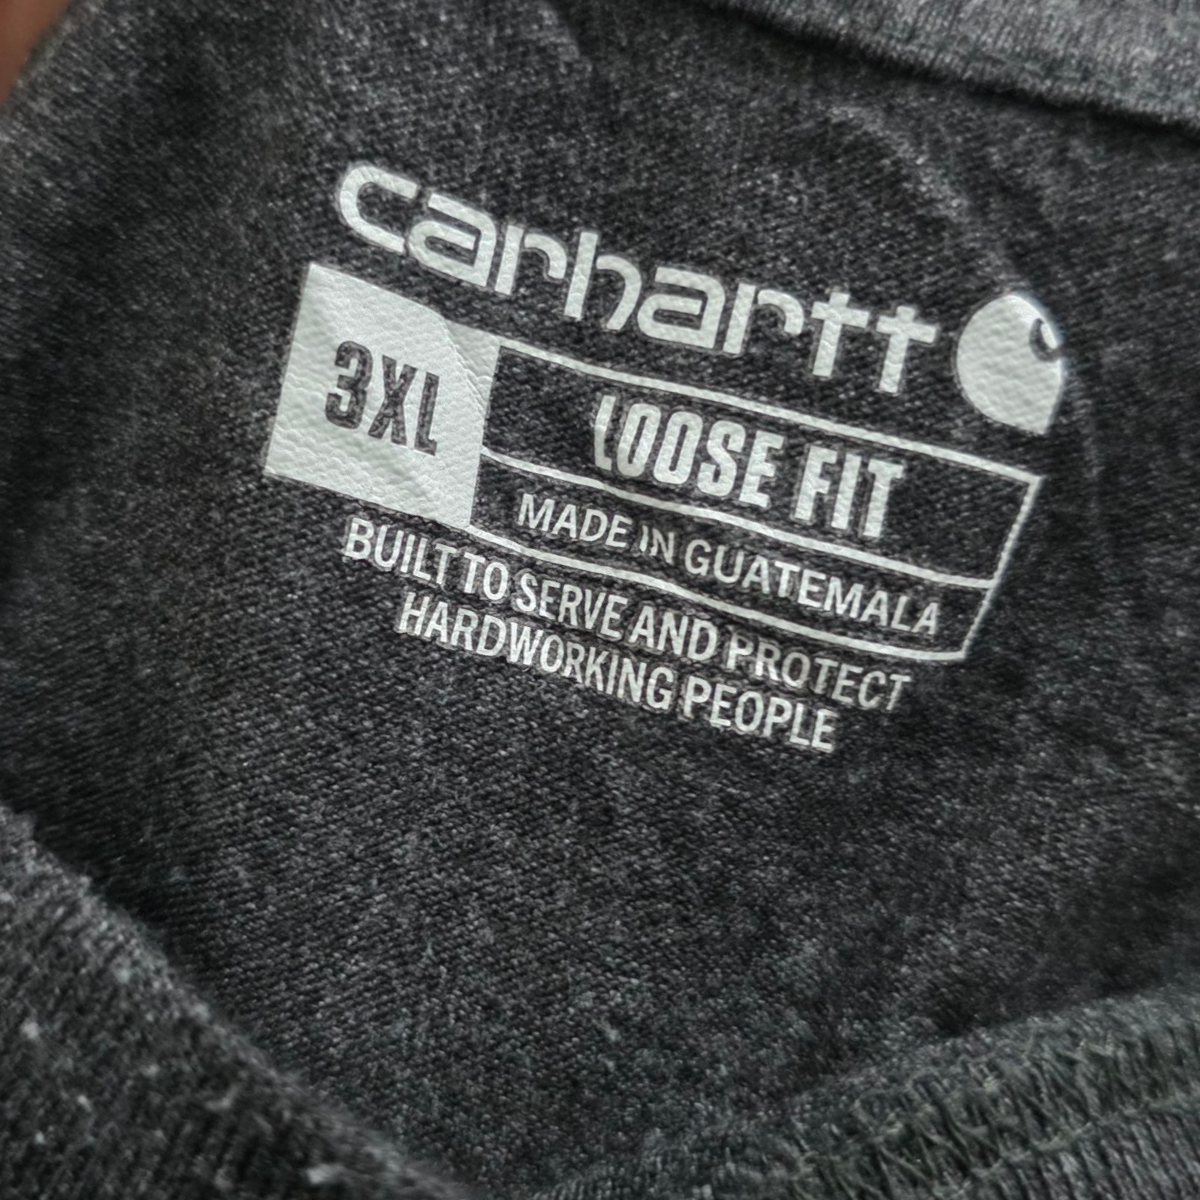 carhartt
3XL
LOOSE FIT
MADE IN GUATEMALA
BUILT TO SERVE AND PROTECT
HARDWORKING PEOPLE